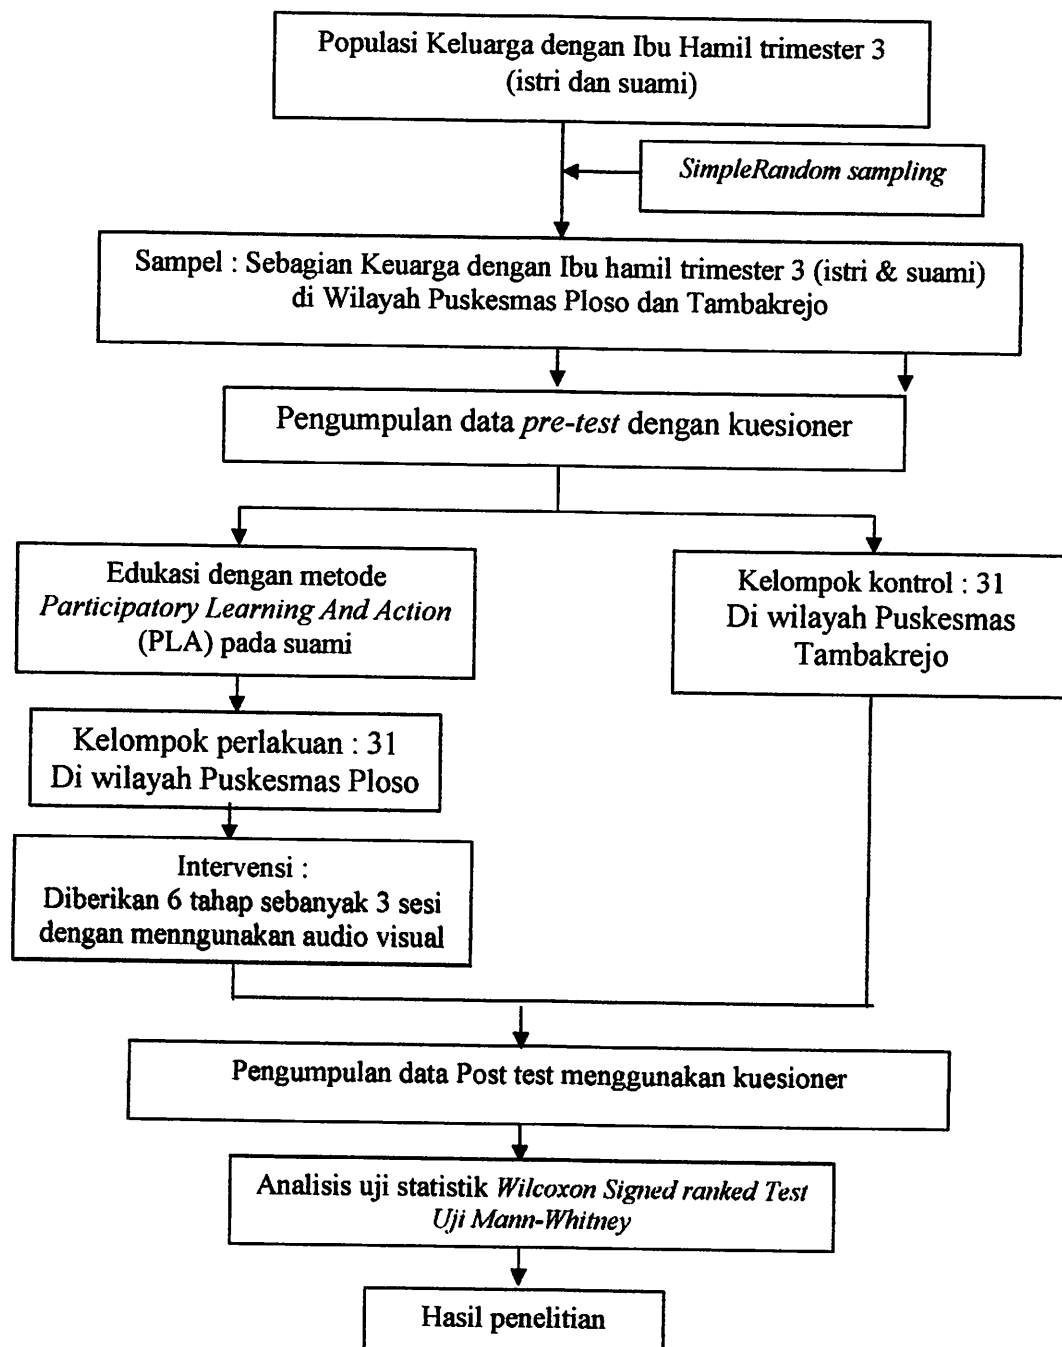 Populasi Keluarga dengan Ibu Hamil trimester 3
(istri dan suami)
SimpleRandom sampling
Sampel : Sebagian Keuarga dengan Ibu hamil trimester 3 (istri & suami)
di Wilayah Puskesmas Ploso dan Tambakrejo
Pengumpulan data pre-test dengan kuesioner
Edukasi dengan metode
Participatory Learning And Action
(PLA) pada suami
Kelompok kontrol : 31
Di wilayah Puskesmas
Tambakrejo
Kelompok perlakuan : 31
Di wilayah Puskesmas Ploso
Intervensi :
Diberikan 6 tahap sebanyak 3 sesi
dengan menngunakan audio visual
Pengumpulan data Post test menggunakan kuesioner
Analisis uji statistik Wilcoxon Signed ranked Test
Uji Mann-Whitney
Hasil penelitian